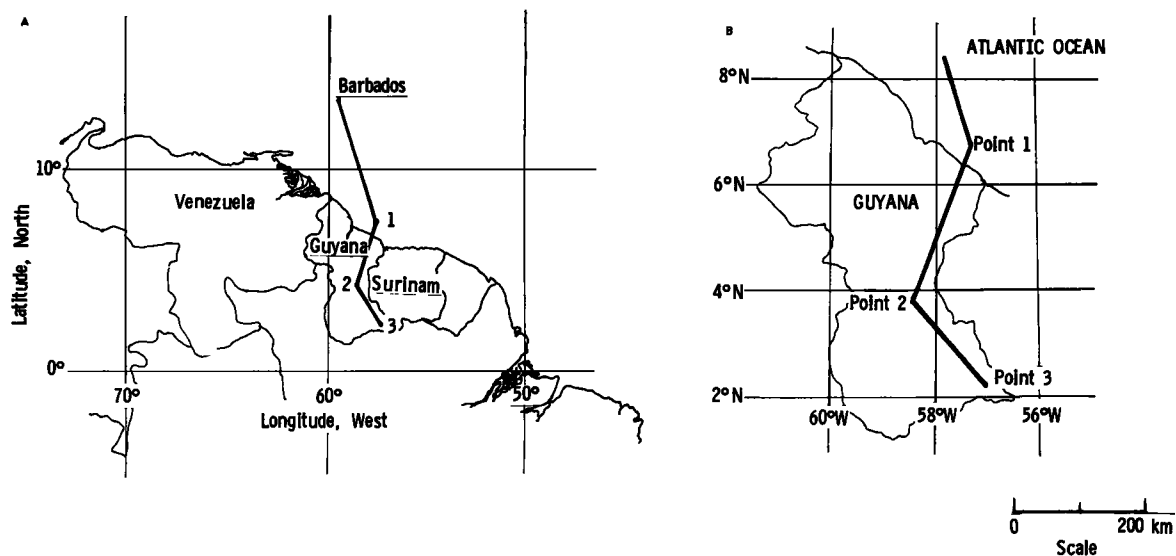 A
Barbados
10°
Venezuela
1
Guyana
2
Surinam
3
0°
70°
60°
50°
Latitude, North
Longitude, West
B
ATLANTIC OCEAN
8°N
Point 1
6°N
GUYANA
4°N
Point 2
Point 3
2°N
60°W
58°W
56°W
0
200 km
Scale